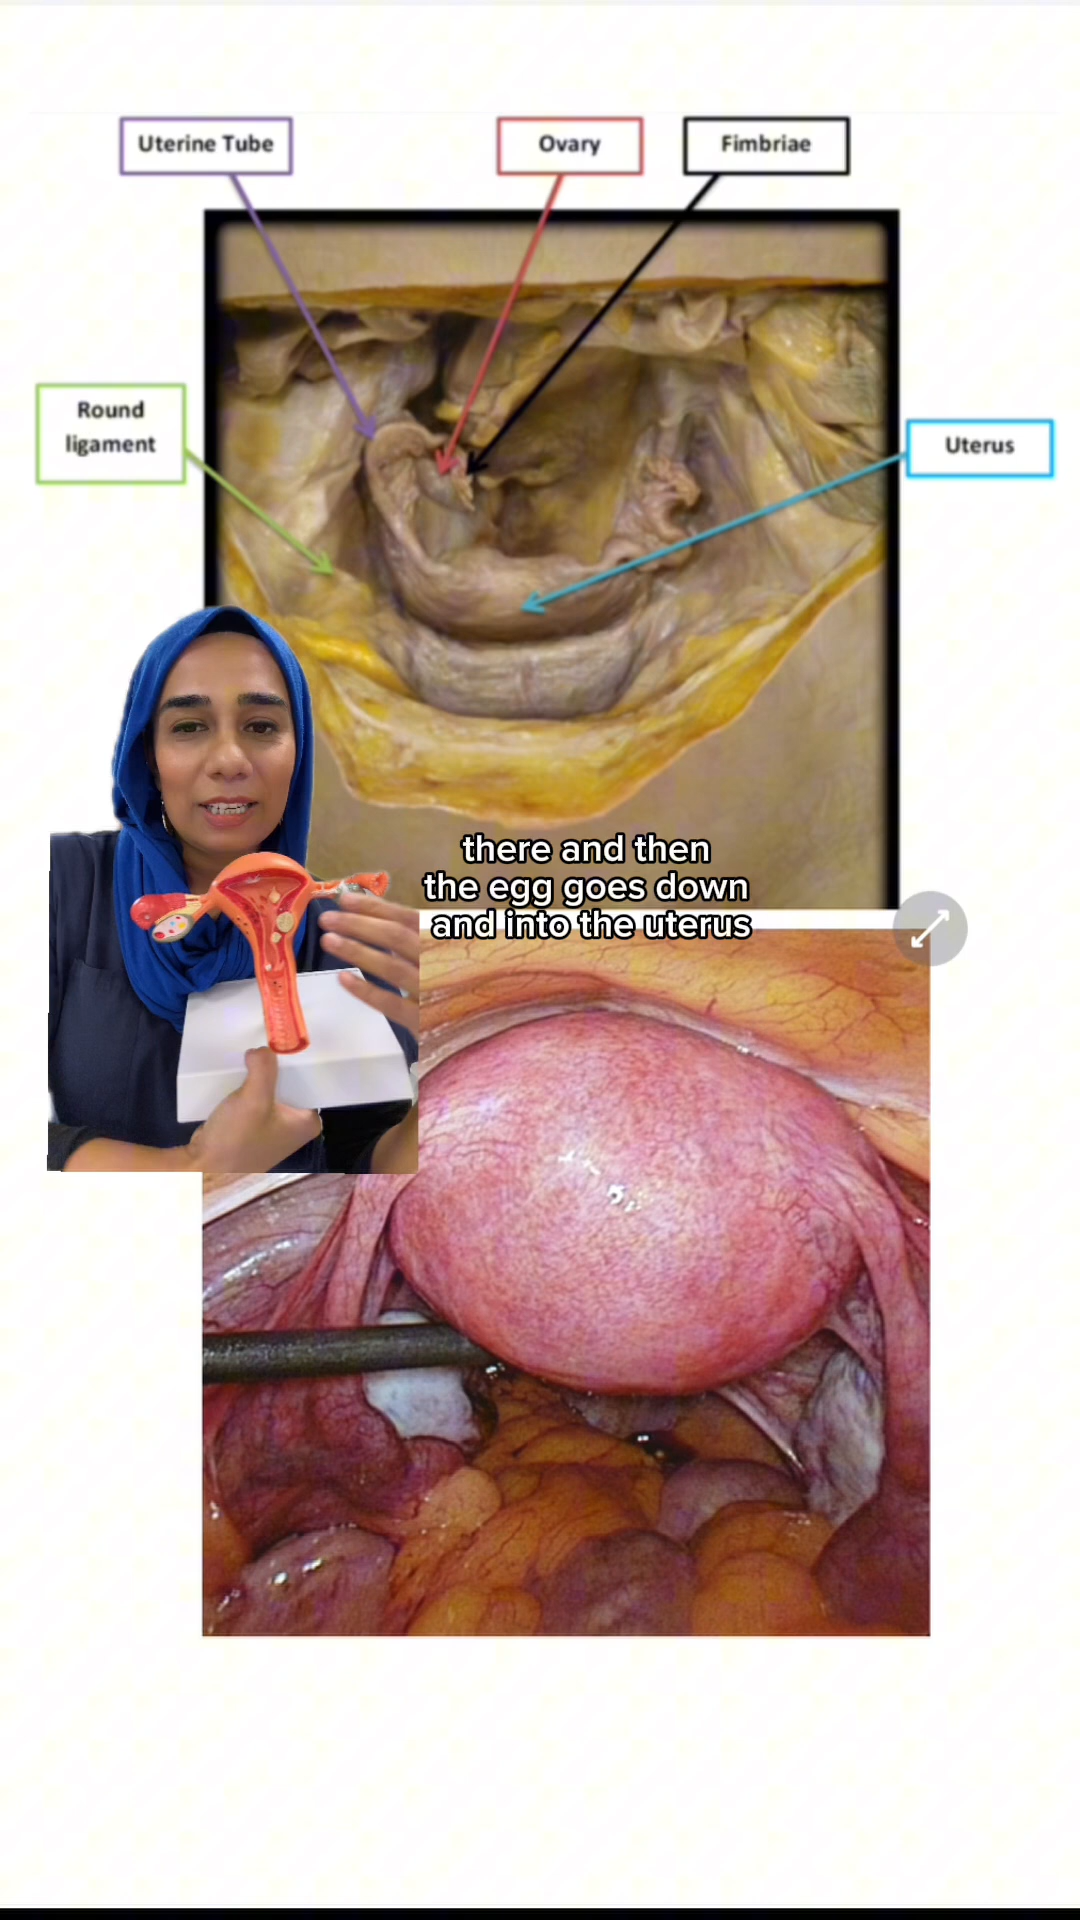 Uterine Tube
Ovary
Fimbriae
Round
ligament
Uterus
there and then
the egg goes down
and into the uterus